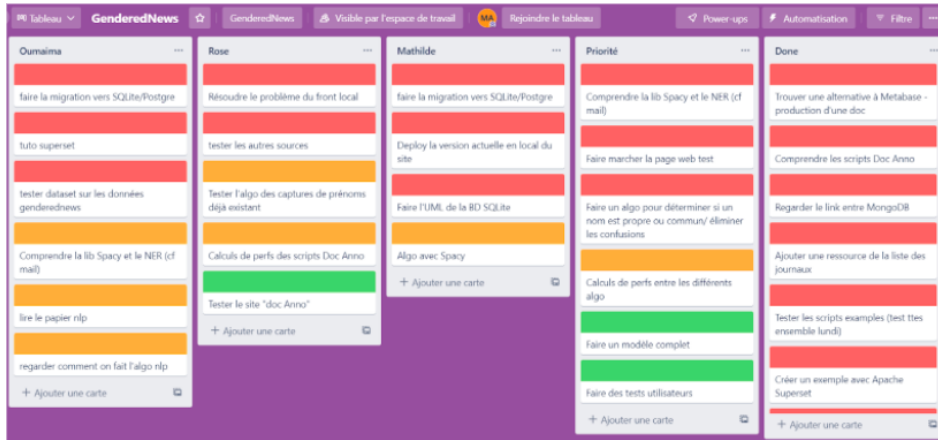 Tableau
GenderedNews
GenderedNews
Visible par l'espace de travail
MA
Rejoindre le tableau
Power-ups
Automatisation
Filtre
Oumaima
faire la migration vers SQLite/Postgre
tuto superset
tester dataset sur les données
genderednews
Comprendre la lib Spacy et le NER (cf
mail)
lire le papier nlp
regarder comment on fait l'algo nlp
+ Ajouter une carte
Rose
Résoudre le problème du front local
tester les autres sources
Tester l'algo des captures de prénoms
déjà existant
Calculs de perfs des scripts Doc Anno
Tester le site "doc Anno"
+ Ajouter une carte
Mathilde
faire la migration vers SQLite/Postgre
Deploy la version actuelle en local du
site
Faire l'UML de la BD SQLite
Algo avec Spacy
+ Ajouter une carte
Priorité
Comprendre la lib Spacy et le NER (cf
mail)
Faire marcher la page web test
Faire un algo pour déterminer si un
nom est propre ou commun/ éliminer
les confusions
Calculs de perfs entre les différents
algo
Faire un modèle complet
Faire des tests utilisateurs
+ Ajouter une carte
Done
Trouver une alternative à Metabase -
production d'une doc
Comprendre les scripts Doc Anno
Regarder le link entre MongoDB
Ajouter une ressource de la liste des
journaux
Tester les scripts examples (test ttes
ensemble lundi)
Créer un exemple avec Apache
Superset
+ Ajouter une carte